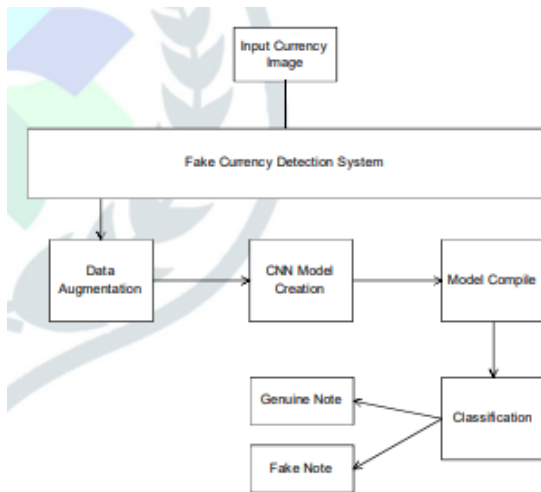 Input Currency
Image
Fake Currency Detection System
Data
Augmentation
CNN Model
Creation
Model Compile
Genuine Note
Classification
Fake Note